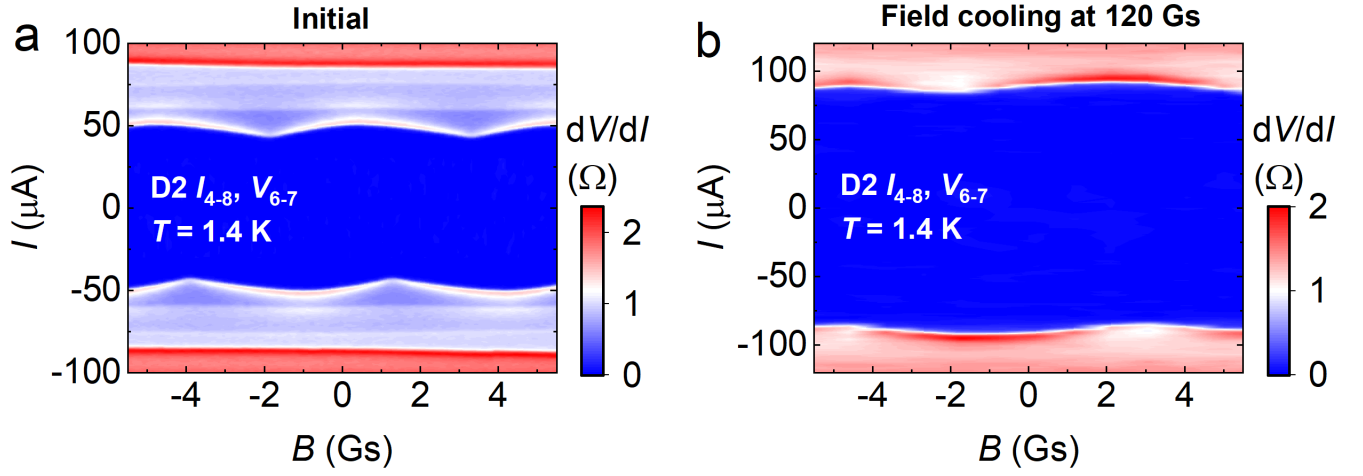 Initial
a
100
50
0
-50
-100
I (μA)
D2 I4-8, V6-7
T = 1.4 K
-4 -2 0 2 4
B (Gs)
dV/dI
(Ω)
2
1
0
Field cooling at 120 Gs
b
100
50
0
-50
-100
I (μA)
D2 I4-8, V6-7
T = 1.4 K
-4 -2 0 2 4
B (Gs)
dV/dI
(Ω)
2
1
0